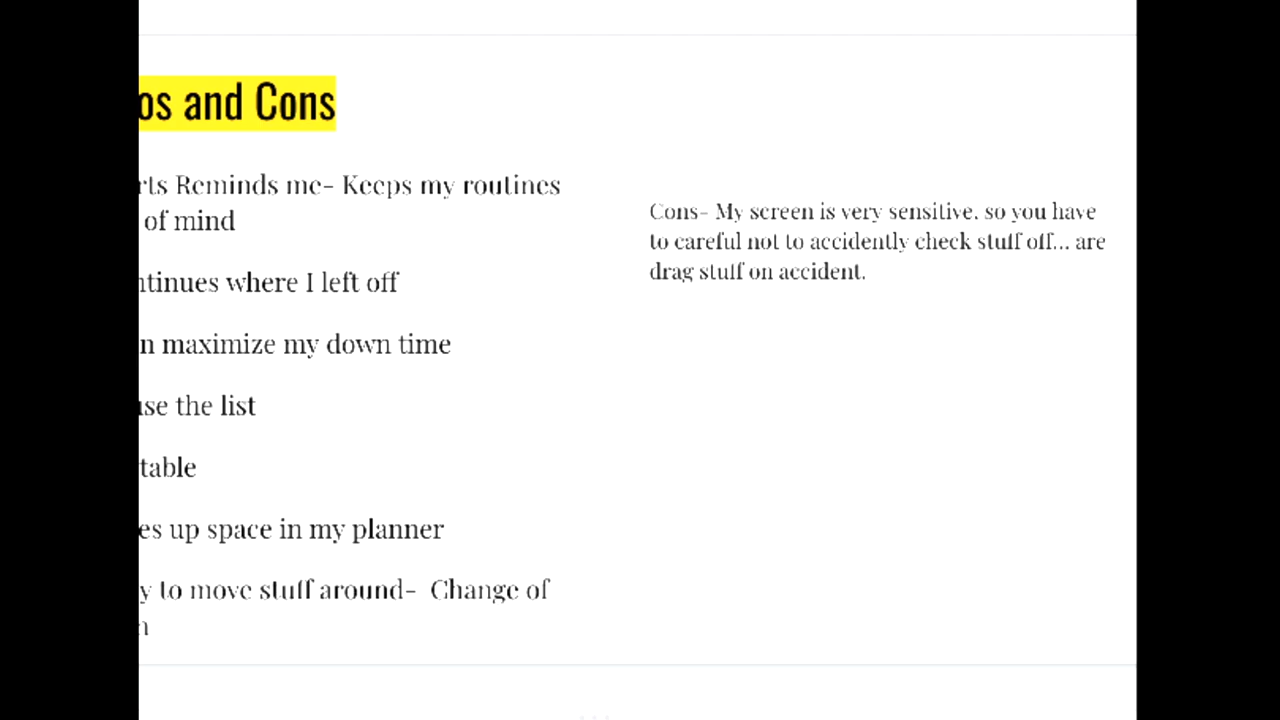 os and Cons
rts Reminds me- Keeps my routines
of mind
ntinues where I left off
n maximize my down time
use the list
table
es up space in my planner
y to move stuff around- Change of
n
Cons- My screen is very sensitive, so you have
to careful not to accidently check stuff off... are
drag stuff on accident.